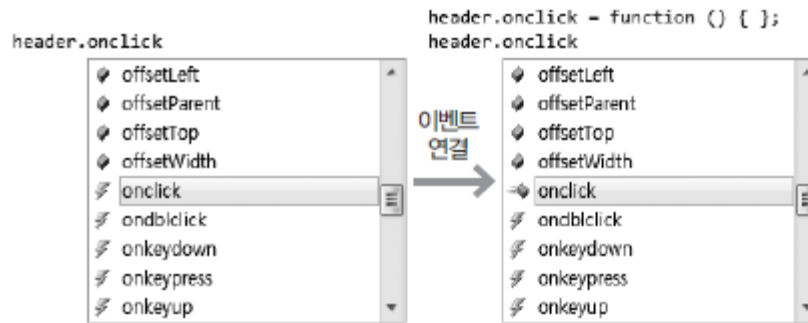 header.onclick
offsetLeft
offsetParent
offsetTop
offsetWidth
onclick
ondblclick
onkeydown
onkeypress
onkeyup
이벤트
연결
header.onclick = function () { };
header.onclick
offsetLeft
offsetParent
offsetTop
offsetWidth
onclick
ondblclick
onkeydown
onkeypress
onkeyup